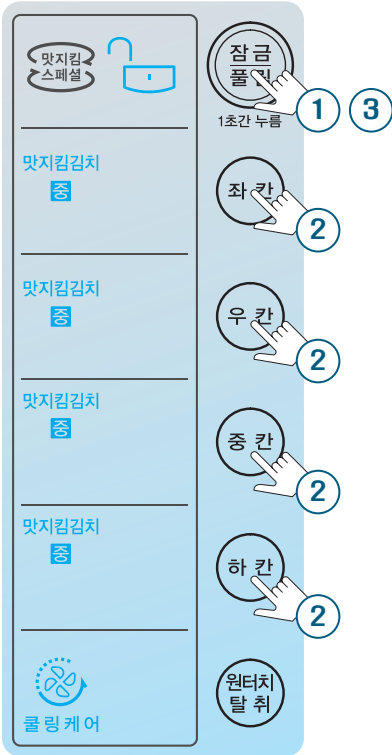 맛지킴
스페셜
잠금
풀림
1초간 누름
1
3
맛지킴김치
중
좌 칸
2
맛지킴김치
중
우 칸
2
맛지킴김치
중
중 칸
2
맛지킴김치
중
하 칸
2
쿨링케어
원터치
탈 취